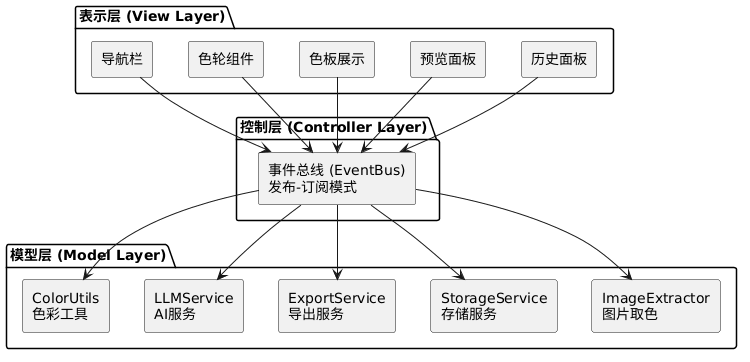 表示层 (View Layer)
导航栏
色轮组件
色板展示
预览面板
历史面板
控制层 (Controller Layer)
事件总线 (EventBus)
发布-订阅模式
模型层 (Model Layer)
ColorUtils
色彩工具
LLMService
AI服务
ExportService
导出服务
StorageService
存储服务
ImageExtractor
图片取色